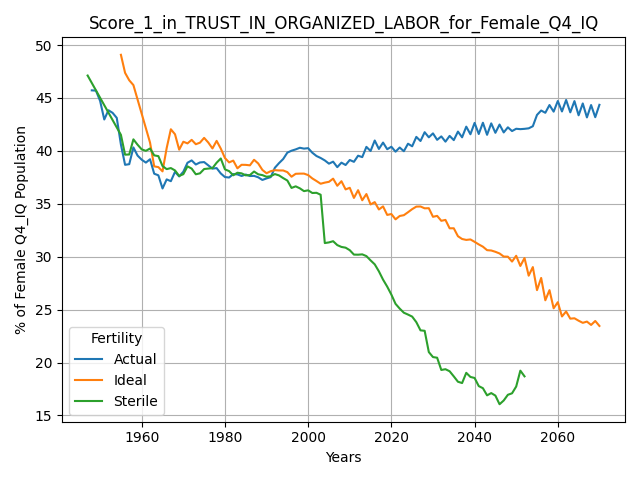 Score_1_in_TRUST_IN_ORGANIZED_LABOR_for_Female_Q4_IQ
% of Female Q4_IQ Population
50
45
40
35
30
25
20
15
Fertility
Actual
Ideal
Sterile
1960 1980 2000 2020 2040 2060
Years